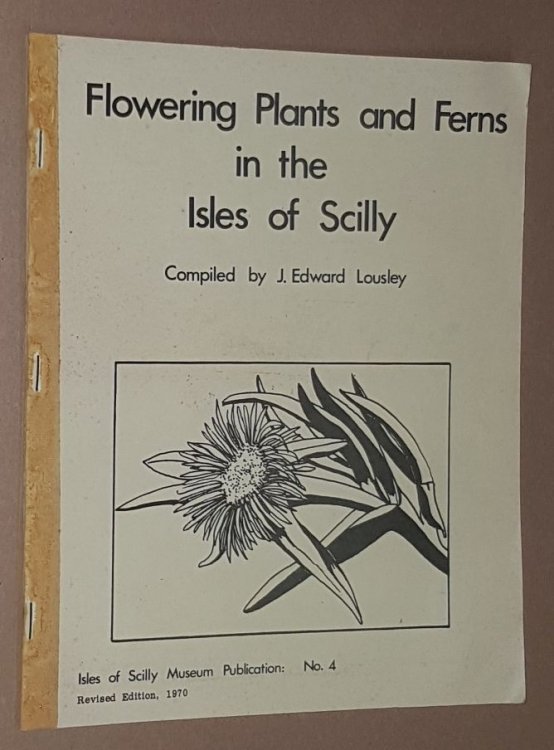 Flowering Plants and Ferns
in the
Isles of Scilly
Compiled by J. Edward Lousley
Isles of Scilly Museum Publication: No. 4
Revised Edition, 1970